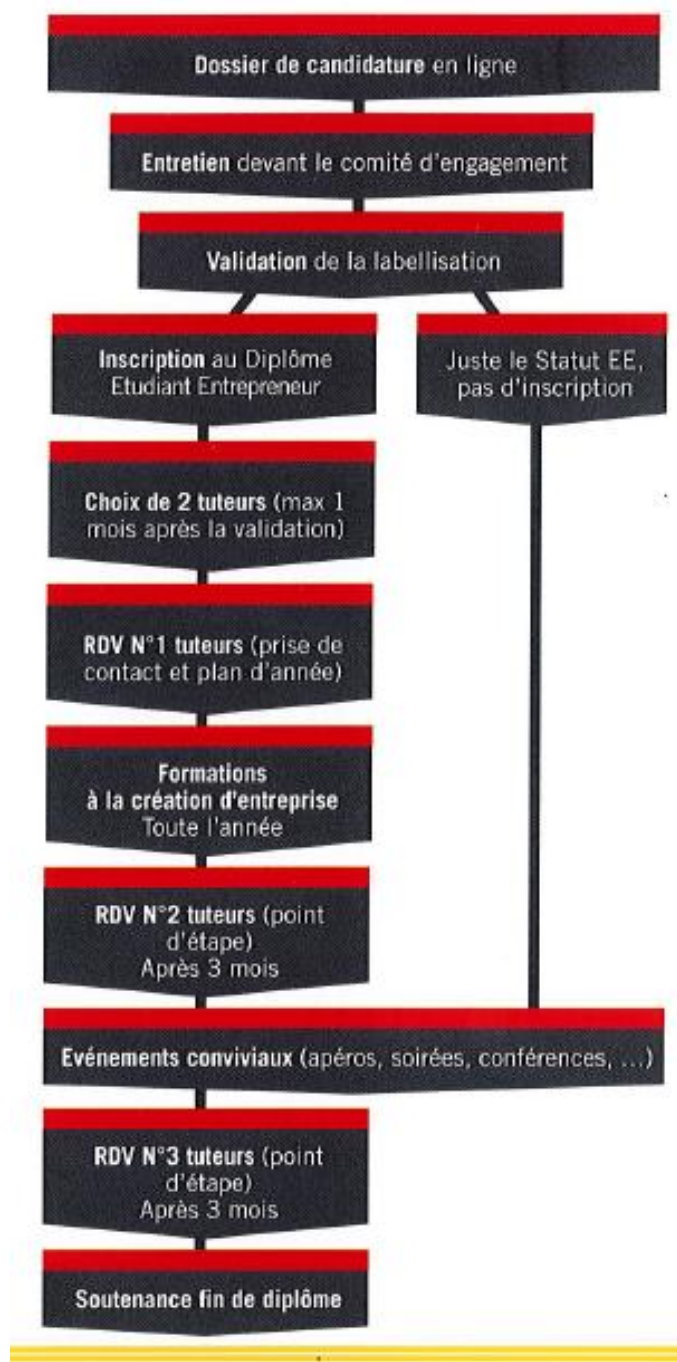 Dossier de candidature en ligne
Entretien devant le comité d'engagement
Validation de la labellisation
Inscription au Diplôme
Etudiant Entrepreneur
Juste le Statut EE,
pas d'inscription
Choix de 2 tuteurs (max 1
mois après la validation)
RDV N°1 tuteurs (prise de
contact et plan d'année)
Formations
à la création d'entreprise
Toute l'année
RDV N°2 tuteurs (point
d'étape)
Après 3 mois
Evénements conviviaux (apéros, soirées, conférences, ...)
RDV N°3 tuteurs (point
d'étape)
Après 3 mois
Soutenance fin de diplôme